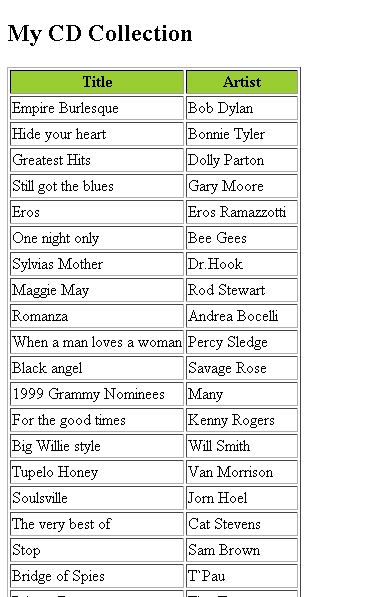 My CD Collection
Title Artist
Empire Burlesque Bob Dylan
Hide your heart Bonnie Tyler
Greatest Hits Dolly Parton
Still got the blues Gary Moore
Eros Eros Ramazzotti
One night only Bee Gees
Sylvias Mother Dr.Hook
Maggie May Rod Stewart
Romanza Andrea Bocelli
When a man loves a woman Percy Sledge
Black angel Savage Rose
1999 Grammy Nominees Many
For the good times Kenny Rogers
Big Willie style Will Smith
Tupelo Honey Van Morrison
Soulsville Jorn Hoel
The very best of Cat Stevens
Stop Sam Brown
Bridge of Spies T`Pau